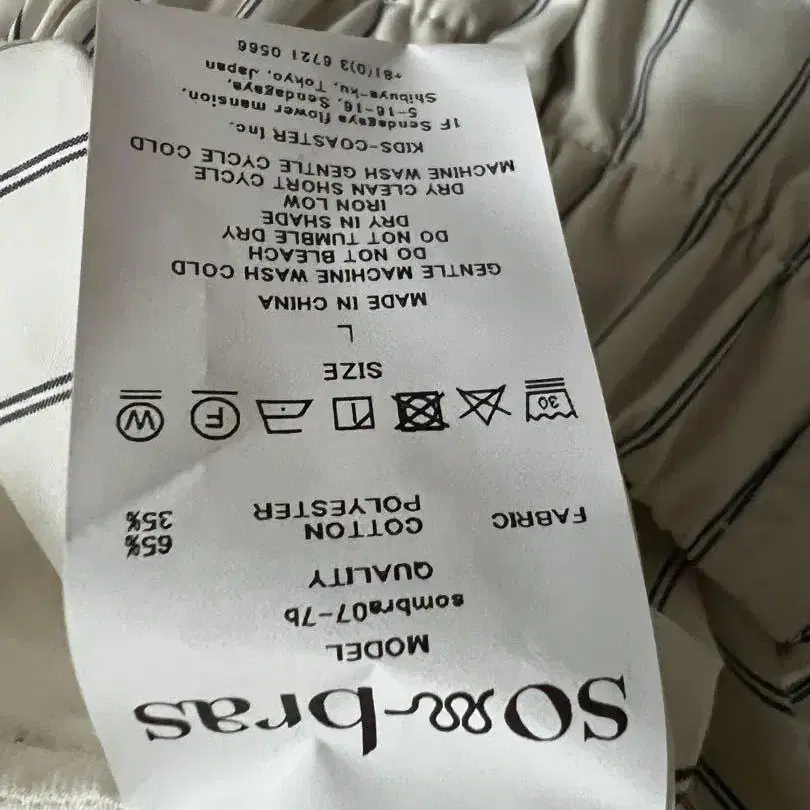 som-bras
MODEL
sombra07-7b
QUALITY
FABRIC COTTON 65%
POLYESTER 35%
30 F W
SIZE
L
MADE IN CHINA
GENTLE MACHINE WASH COLD
DO NOT BLEACH
DO NOT TUMBLE DRY
DRY IN SHADE
IRON LOW
DRY CLEAN SHORT CYCLE
MACHINE WASH GENTLE CYCLE COLD
KIDS-COASTER Inc.
1F Sendagaya flower mansion,
5-16-16, Sendagaya,
Shibuya-ku, Tokyo, Japan
+81(0)3 6721 0566